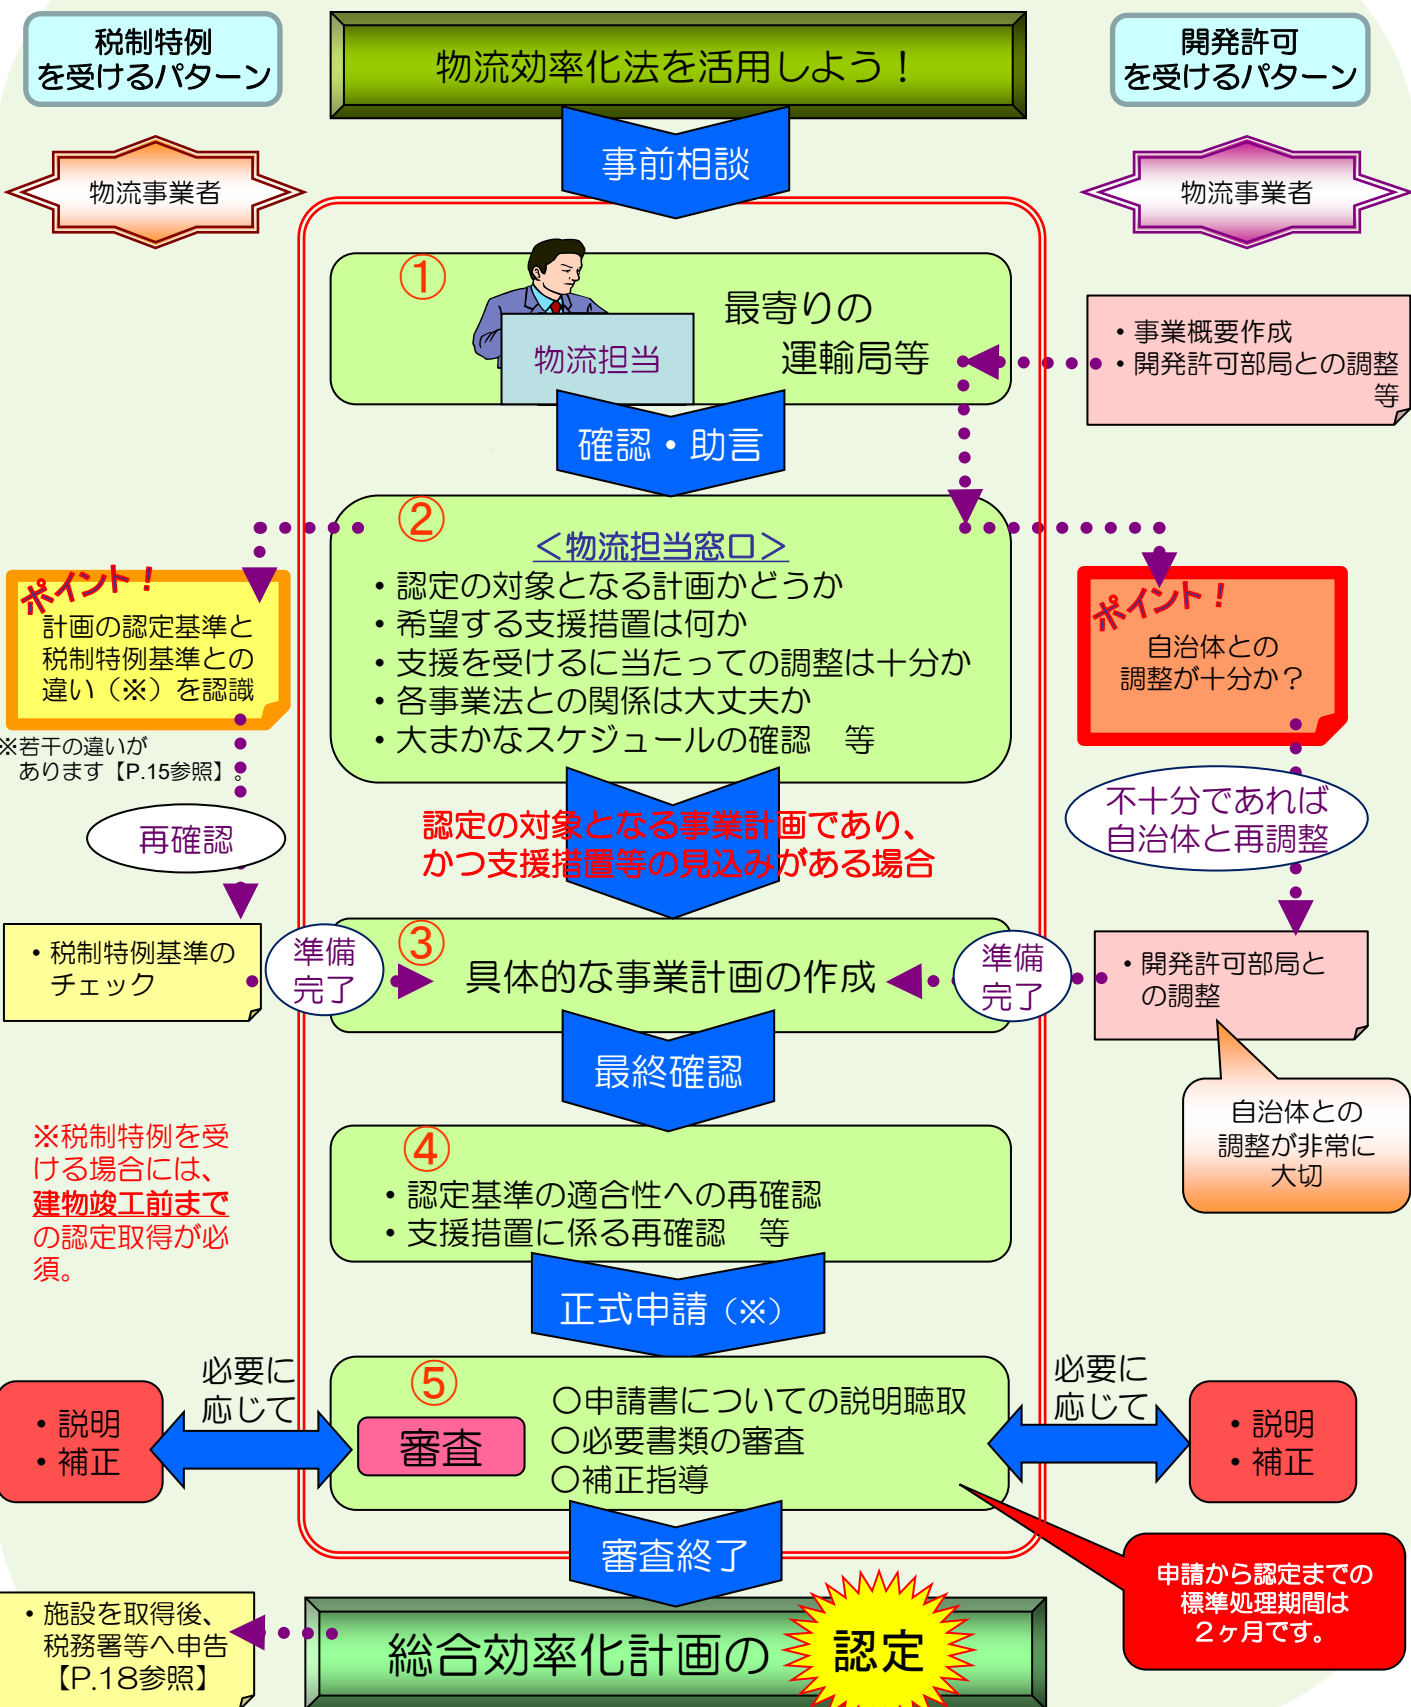 税制特例
を受けるパターン
物流効率化法を活用しよう！
開発許可
を受けるパターン
事前相談
物流事業者
物流事業者
①
物流担当
最寄りの
運輸局等
・事業概要作成
・開発許可部局との調整
等
確認・助言
②
＜物流担当窓口＞
・認定の対象となる計画かどうか
・希望する支援措置は何か
・支援を受けるに当たっての調整は十分か
・各事業法との関係は大丈夫か
・大まかなスケジュールの確認　等
ポイント！
計画の認定基準と
税制特例基準との
違い（※）を認識
※若干の違いが
あります【P.15参照】。
再確認
ポイント！
自治体との
調整が十分か？
不十分であれば
自治体と再調整
認定の対象となる事業計画であり、
かつ支援措置等の見込みがある場合
・税制特例基準の
チェック
準備
完了
③
具体的な事業計画の作成
準備
完了
・開発許可部局と
の調整
自治体との
調整が非常に
大切
最終確認
※税制特例を受
ける場合には、
建物竣工前まで
の認定取得が必
須。
④
・認定基準の適合性への再確認
・支援措置に係る再確認　等
正式申請（※）
必要に
応じて
・説明
・補正
⑤
審査
〇申請書についての説明聴取
〇必要書類の審査
〇補正指導
必要に
応じて
・説明
・補正
審査終了
申請から認定までの
標準処理期間は
２ヶ月です。
・施設を取得後、
税務署等へ申告
【P.18参照】
総合効率化計画の
認定